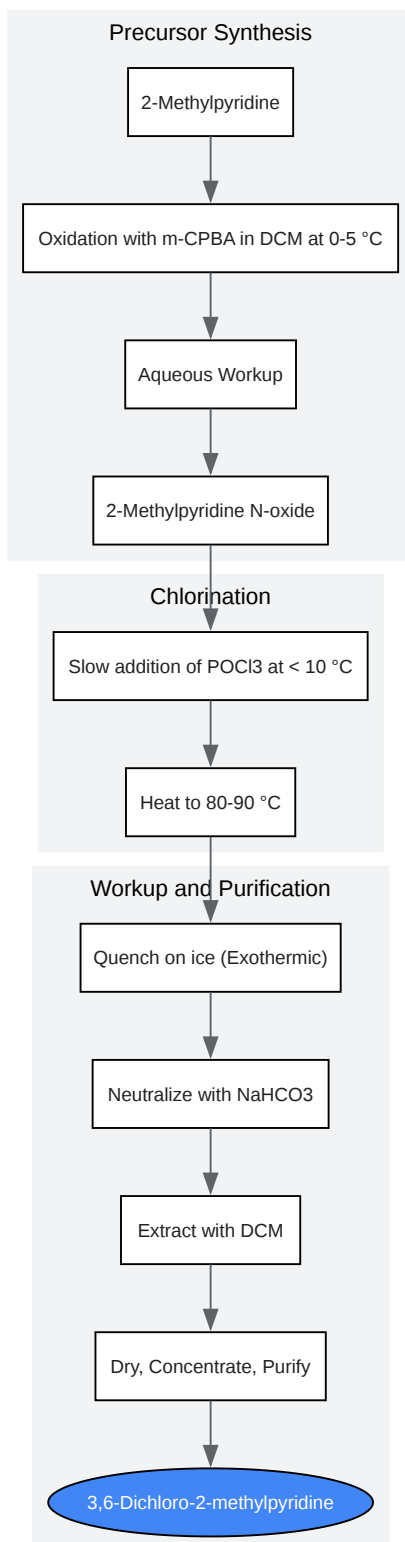 Precursor Synthesis
2-Methylpyridine
Oxidation with m-CPBA in DCM at 0-5 °C
Aqueous Workup
2-Methylpyridine N-oxide
Chlorination
Slow addition of POCl3 at < 10 °C
Heat to 80-90 °C
Workup and Purification
Quench on ice (Exothermic)
Neutralize with NaHCO3
Extract with DCM
Dry, Concentrate, Purify
3,6-Dichloro-2-methylpyridine